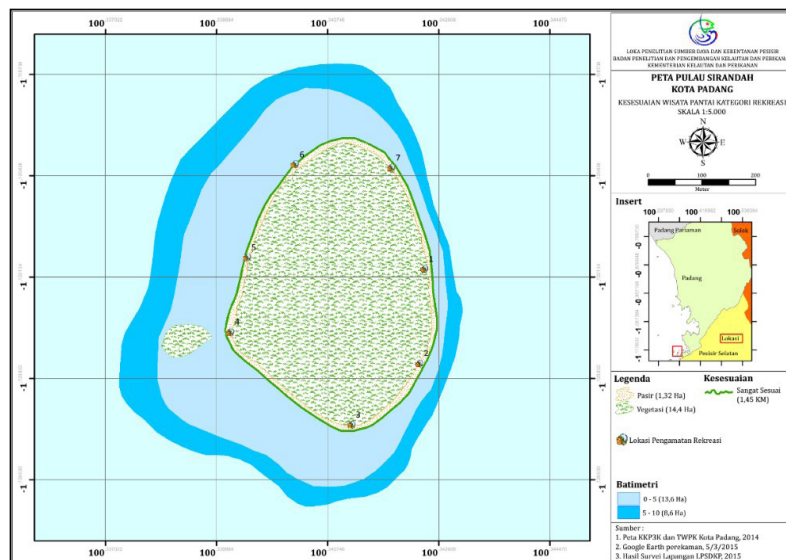 100 100 100 100 100
6
7
5
1
4
2
3
100 100 100 100 100
LOKA PENELITIAN SUMBER DAYA DAN KERENTANAN PESISIR
BADAN PENELITIAN DAN PENGEMBANGAN KELAUTAN DAN PERIKANAN
KEMENTERIAN KELAUTAN DAN PERIKANAN
PETA PULAU SIRANDAH
KOTA PADANG
KESESUAIAN WISATA PANTAI KATEGORI REKREASI
SKALA 1:5.000
N
W E
S
0 100 200
Meter
Insert
100 100 100
Padang Pariaman
Solok
Padang
Lokasi
Pesisir Selatan
Legenda
Pasir (1,32 Ha)
Vegetasi (14,4 Ha)
Lokasi Pengamatan Rekreasi
Kesesuaian
Sangat Sesuai
(1,45 KM)
Batimetri
0 - 5 (13,6 Ha)
5 - 10 (8,6 Ha)
Sumber :
1. Peta KKP3K dan TWPK Kota Padang, 2014
2. Google Earth perekaman, 5/3/2015
3. Hasil Survei Lapangan LPSDKP, 2015